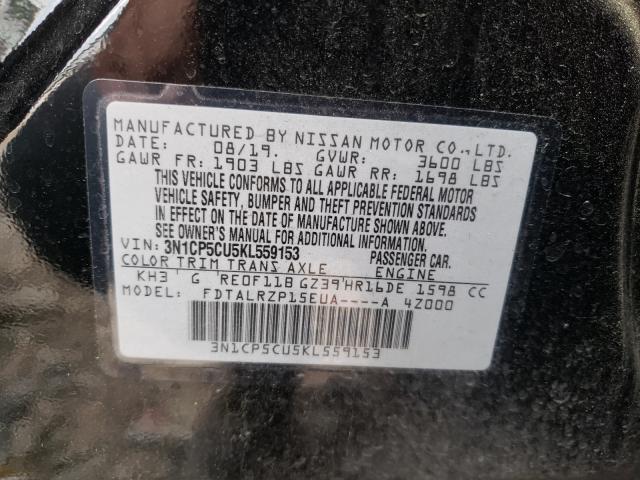 MANUFACTURED BY NISSAN MOTOR CO., LTD.
DATE: 08/19. GVWR: 3600 LBS
GAWR FR: 1903 LBS GAWR RR: 1698 LBS
THIS VEHICLE CONFORMS TO ALL APPLICABLE FEDERAL MOTOR
VEHICLE SAFETY, BUMPER AND THEFT PREVENTION STANDARDS
IN EFFECT ON THE DATE OF MANUFACTURE SHOWN ABOVE.
SEE OWNER'S MANUAL FOR ADDITIONAL INFORMATION.
VIN: 3N1CP5CU5KL559153 PASSENGER CAR.
COLOR TRIM TRANS AXLE ENGINE
KH3 ' G RE0F11B GZ39'HR16DE 1598 CC
MODEL: FDTALRZP15EUA----A 4Z000
3N1CP5CU5KL559153